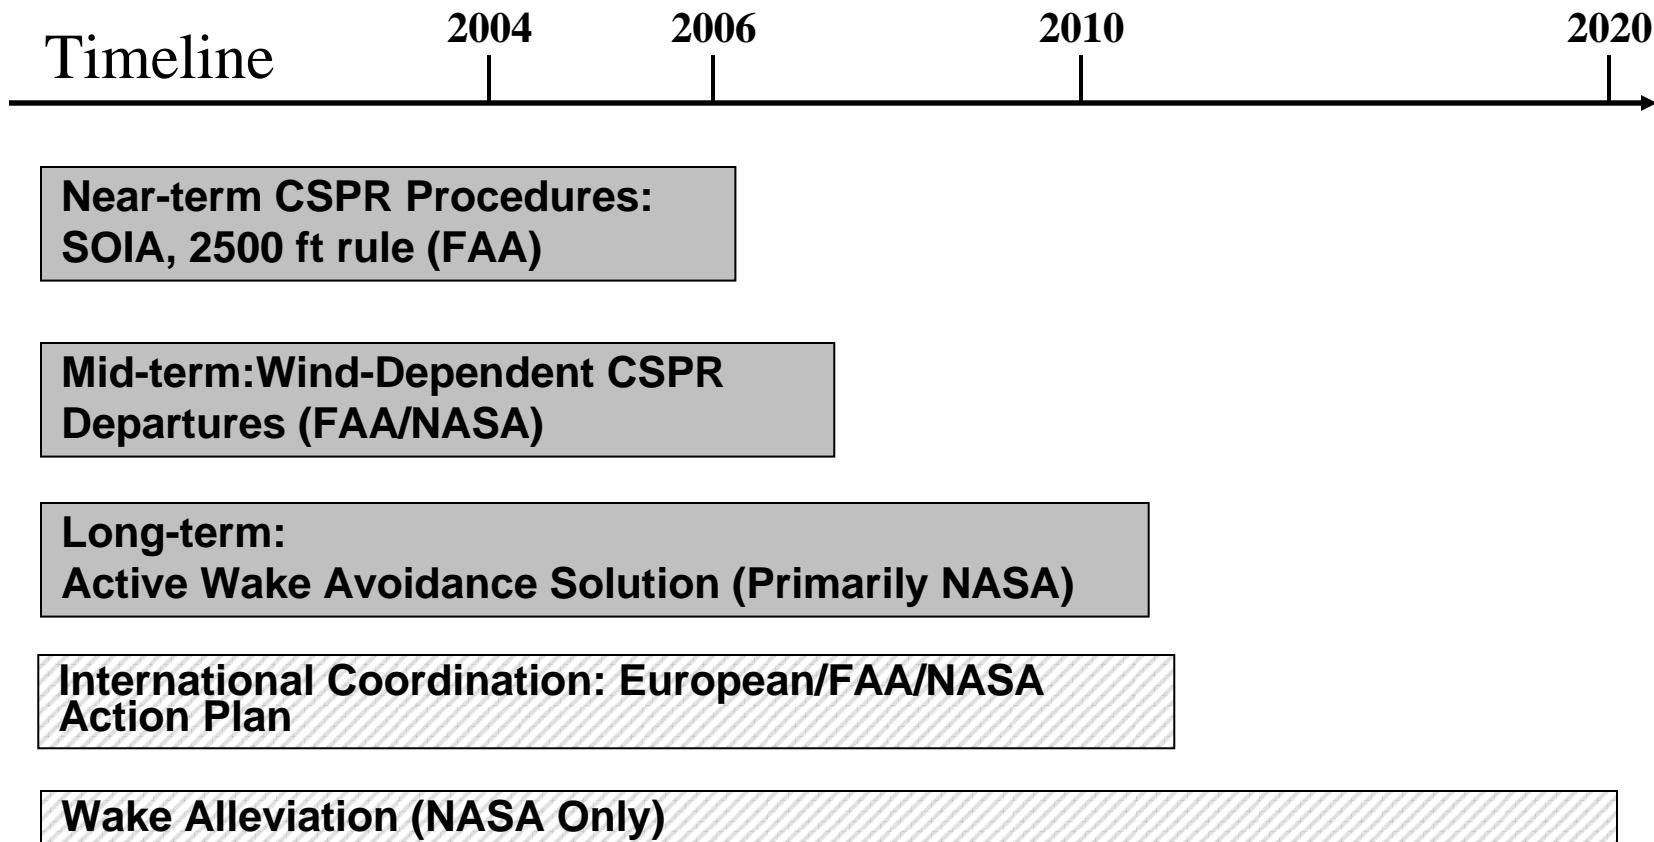 Timeline
2004 2006 2010 2020
Near-term CSPR Procedures:
SOIA, 2500 ft rule (FAA)
Mid-term:Wind-Dependent CSPR
Departures (FAA/NASA)
Long-term:
Active Wake Avoidance Solution (Primarily NASA)
International Coordination: European/FAA/NASA
Action Plan
Wake Alleviation (NASA Only)